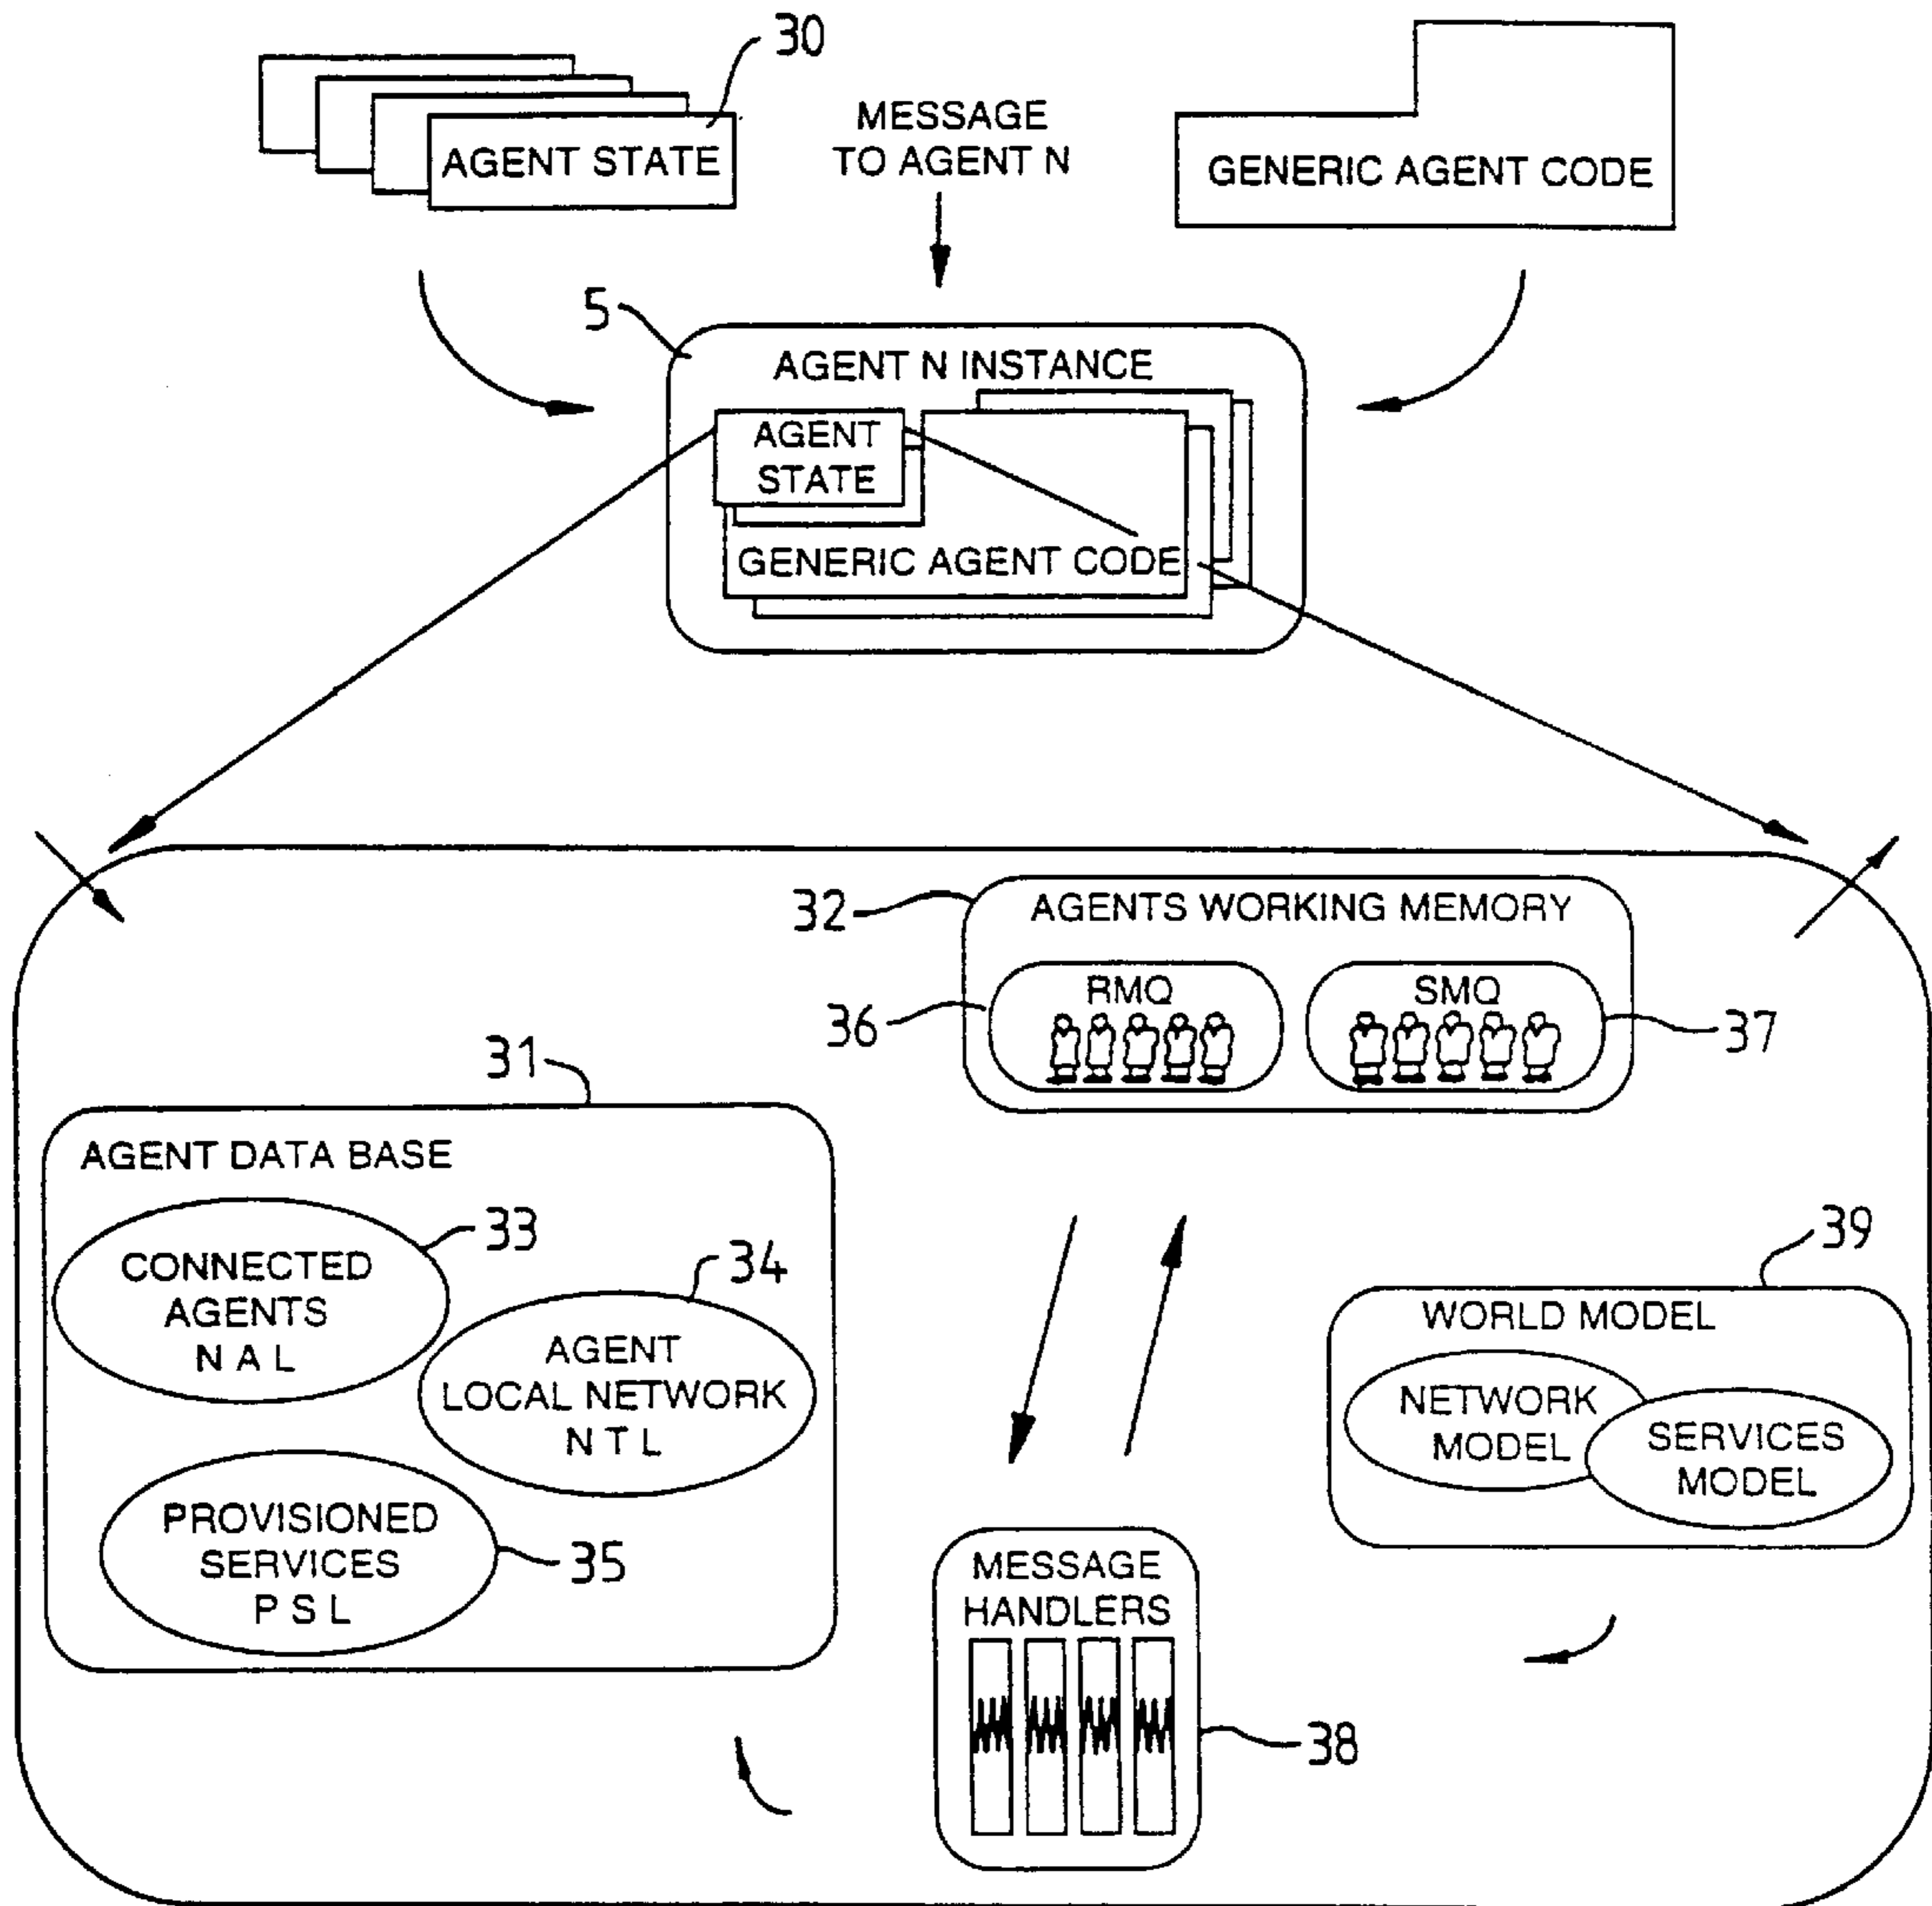 30
AGENT STATE
MESSAGE
TO AGENT N
GENERIC AGENT CODE
5
AGENT N INSTANCE
AGENT
STATE
GENERIC AGENT CODE
32
AGENTS WORKING MEMORY
36
RMQ
SMQ
37
31
AGENT DATA BASE
33
CONNECTED
AGENTS
N A L
34
AGENT
LOCAL NETWORK
N T L
PROVISIONED
SERVICES
P S L
35
39
WORLD MODEL
NETWORK
MODEL
SERVICES
MODEL
MESSAGE
HANDLERS
38